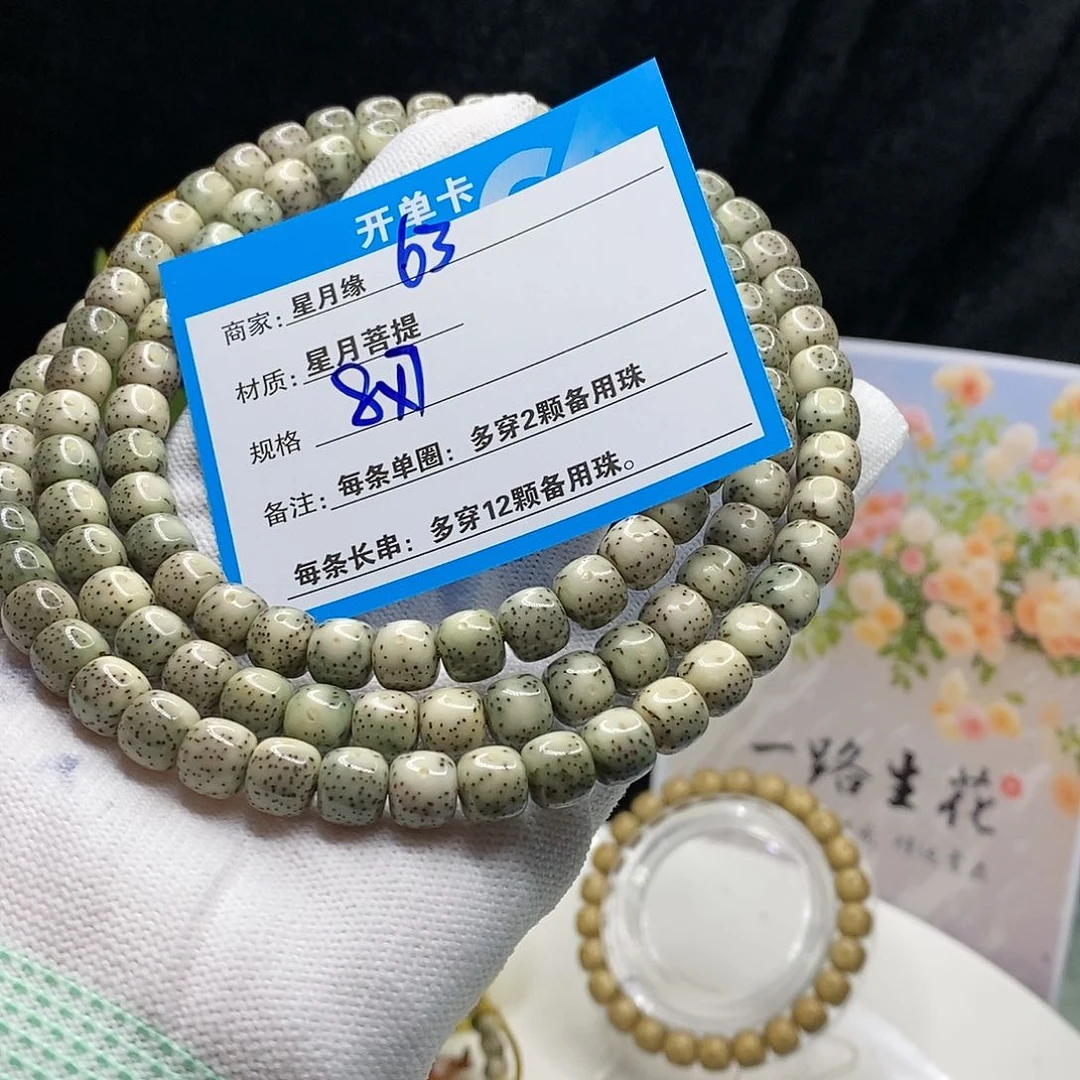 开单卡
63
商家：星月缘
材质：星月菩提
8X7
规格
备注：每条单圈：多穿2颗备用珠
每条长串：多穿12颗备用珠。
一路生花